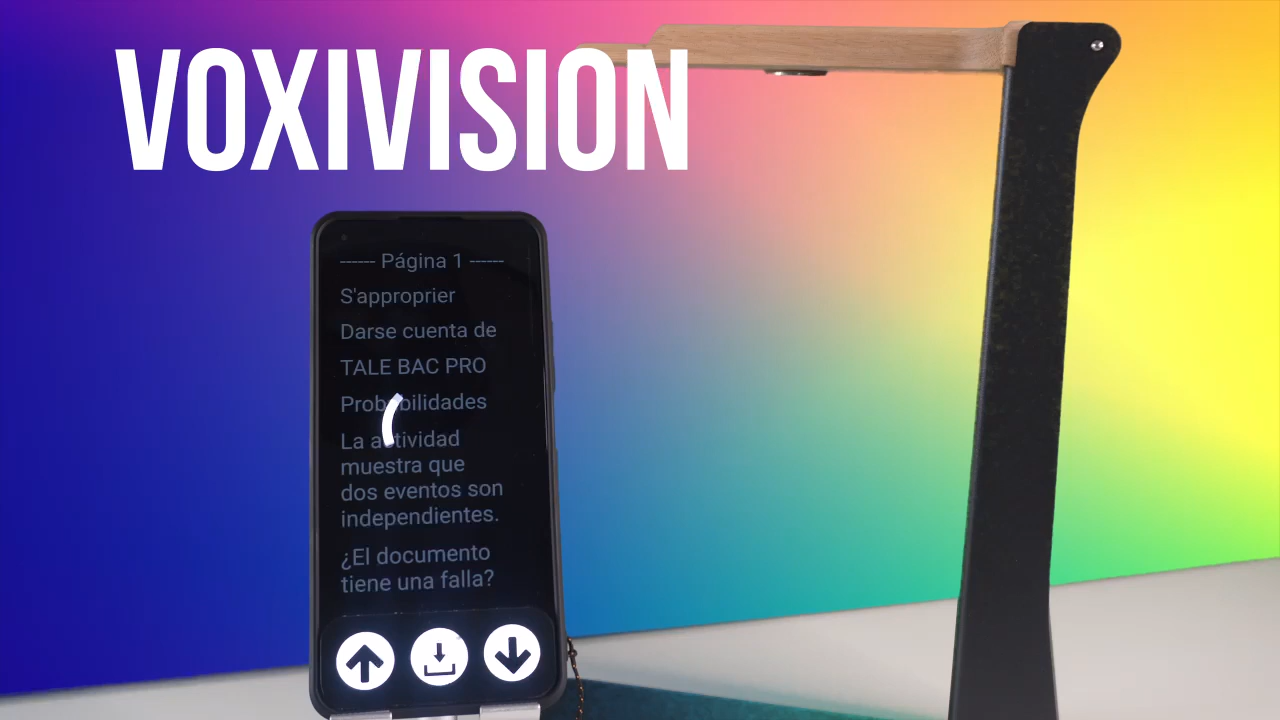 VOXIVISION
------ Página 1 ------
S'approprier
Darse cuenta de
TALE BAC PRO
Probabilidades
La actividad
muestra que
dos eventos son
independientes.
¿El documento
tiene una falla?